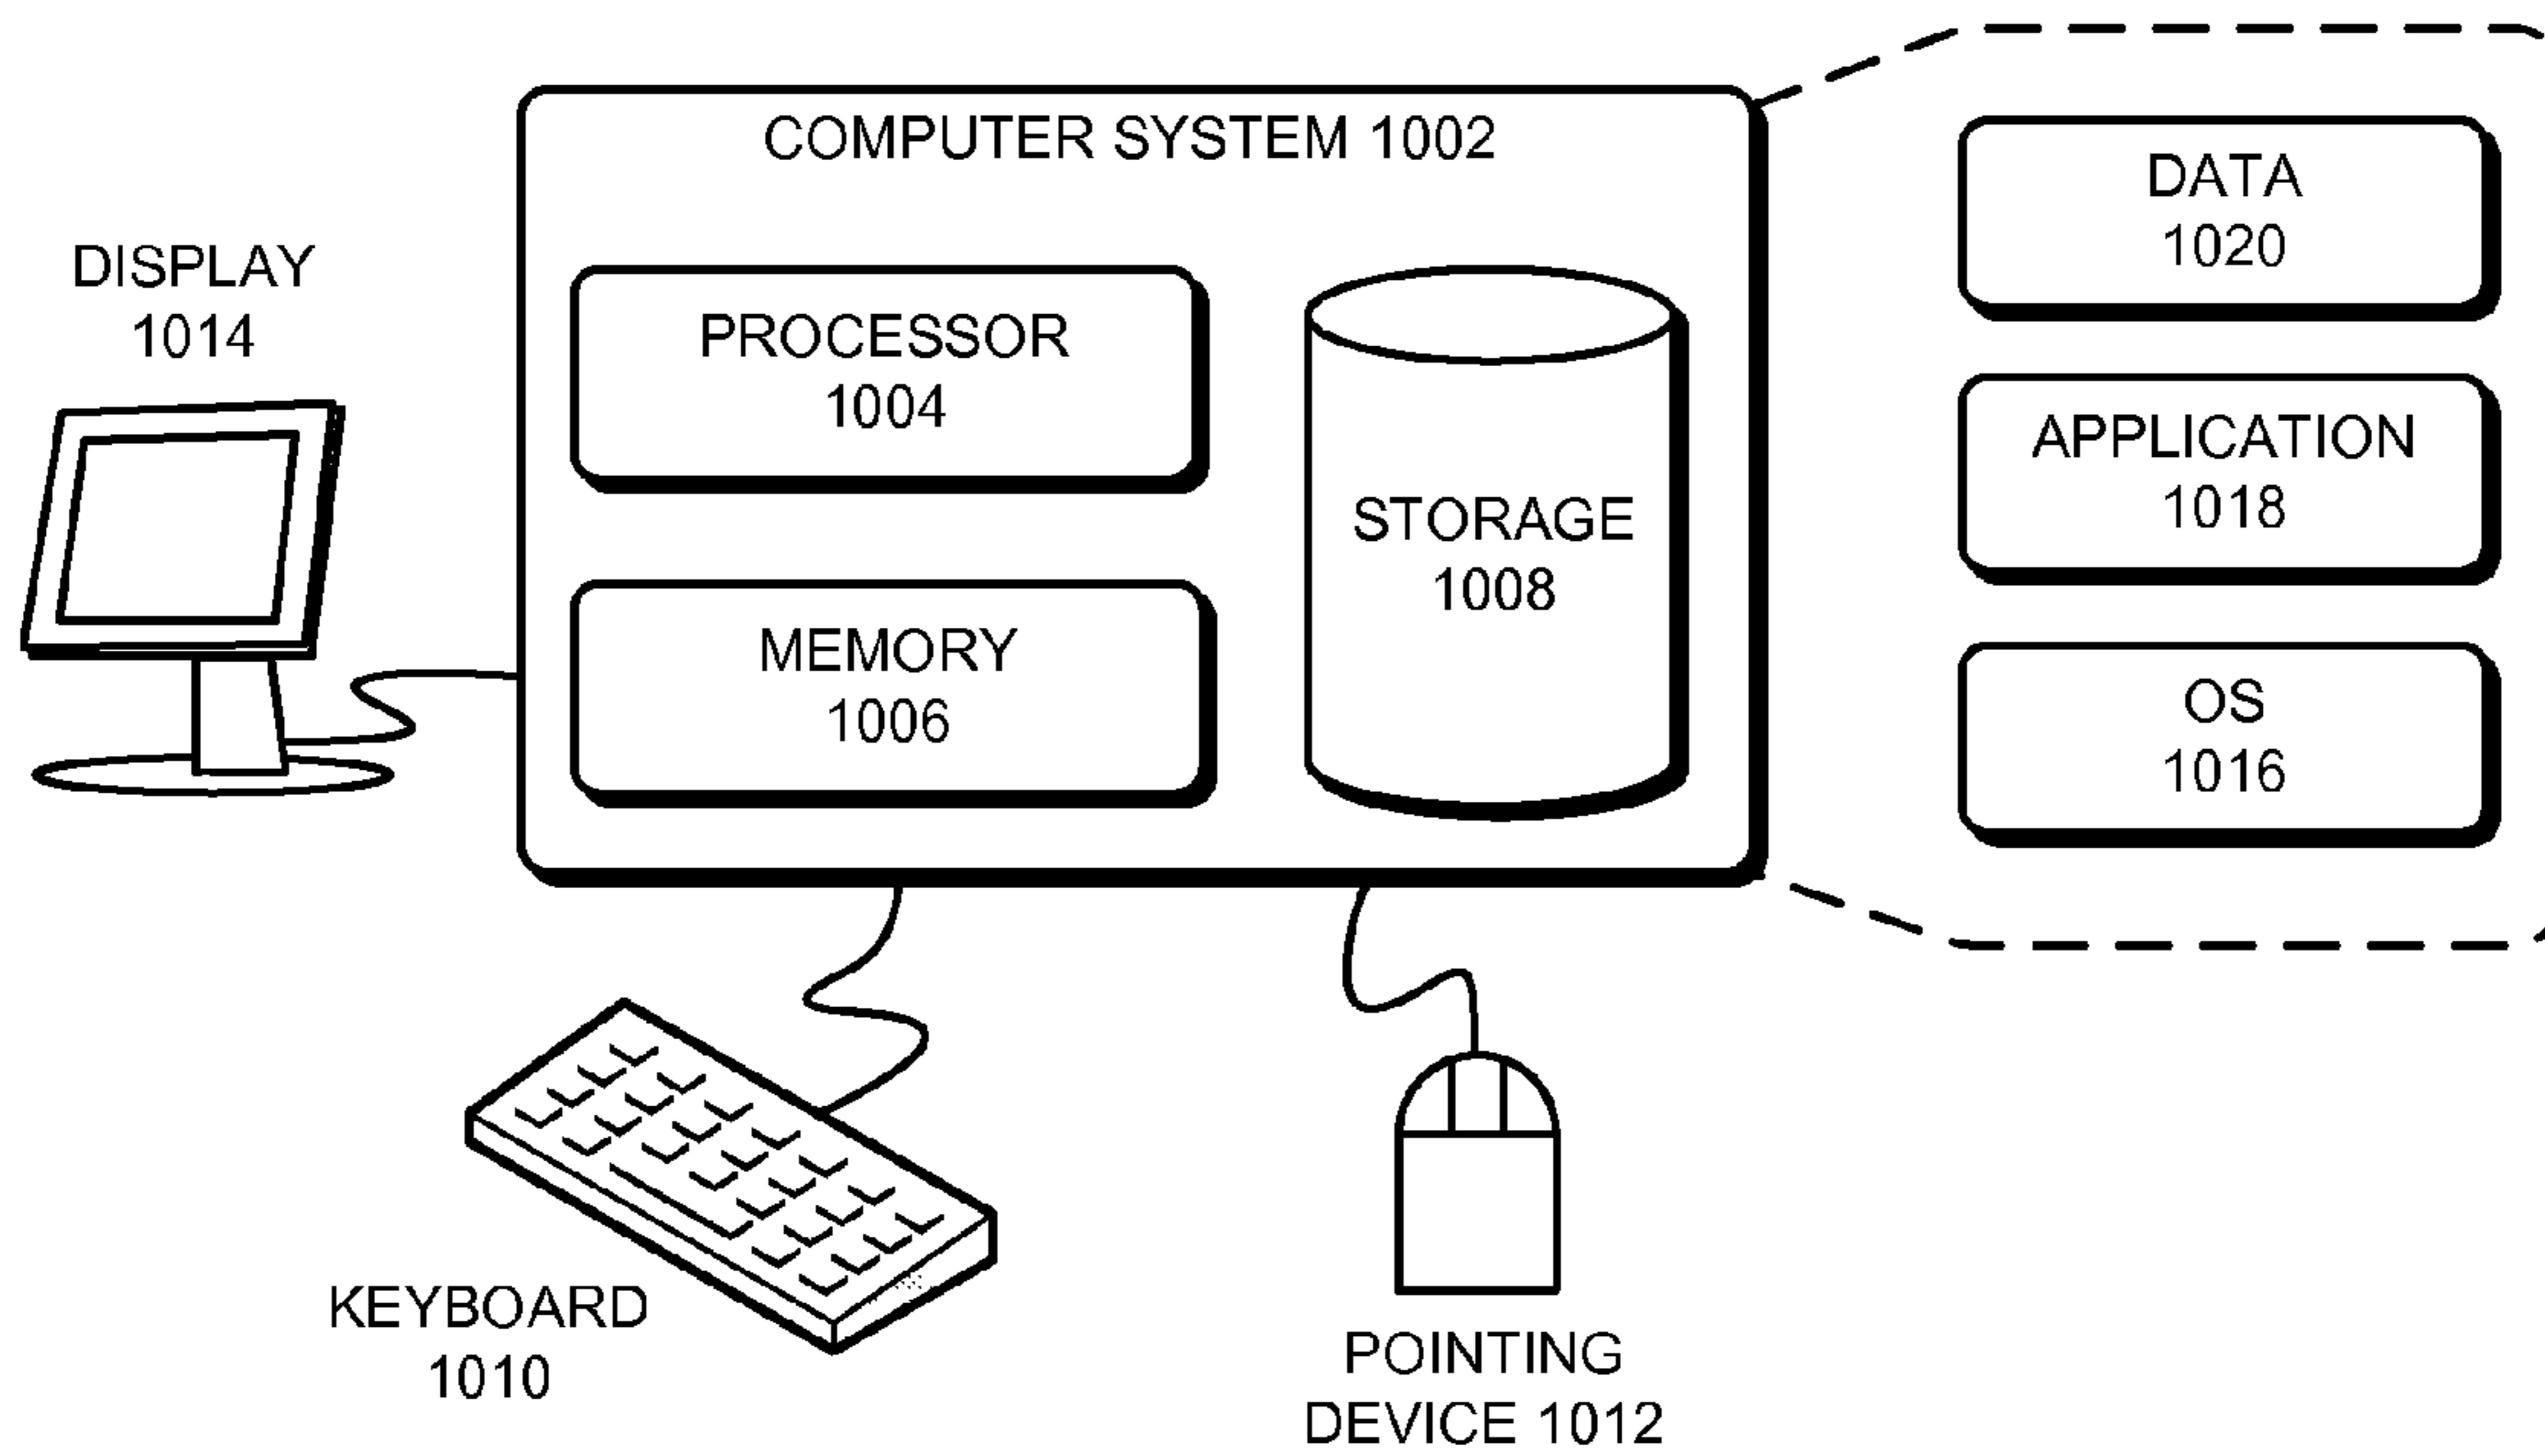 COMPUTER SYSTEM 1002
DISPLAY
1014
PROCESSOR
1004
MEMORY
1006
STORAGE
1008
DATA
1020
APPLICATION
1018
OS
1016
KEYBOARD
1010
POINTING
DEVICE 1012